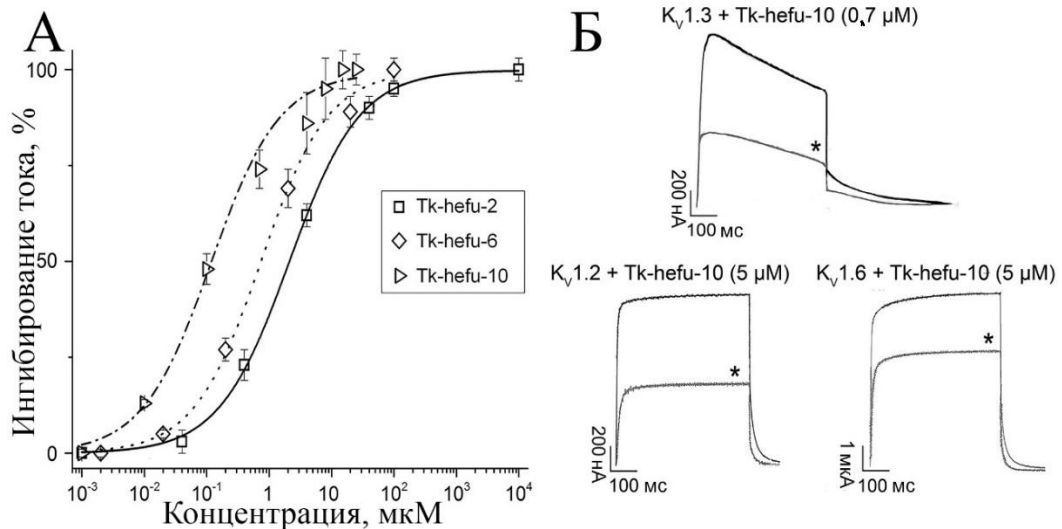 А
Ингибирование тока, %
100
50
0
10⁻³ 10⁻² 10⁻¹ 1 10¹ 10² 10³ 10⁴
Концентрация, мкМ
Tk-hefu-2
Tk-hefu-6
Tk-hefu-10
Б
Kv1.3 + Tk-hefu-10 (0,7 µM)
*
200 нА
100 мс
Kv1.2 + Tk-hefu-10 (5 µM)
*
200 нА
100 мс
Kv1.6 + Tk-hefu-10 (5 µM)
*
1 мкА
100 мс